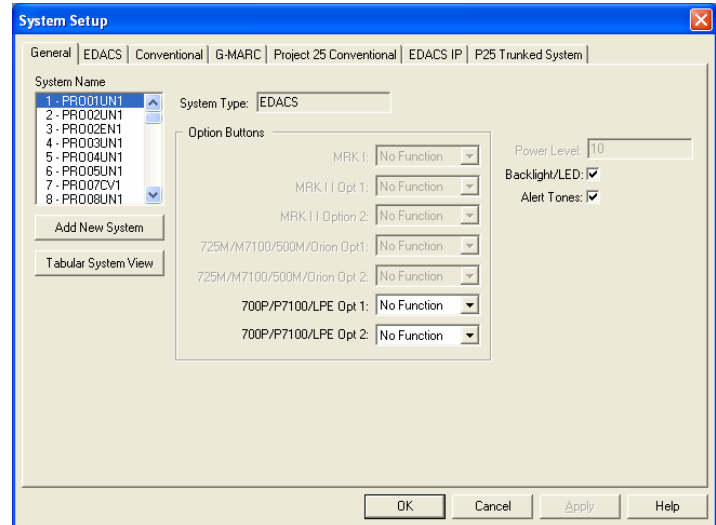 System Setup
General EDACS Conventional G-MARC Project 25 Conventional EDACS IP P25 Trunked System
System Name
1 - PRO01UN1
2 - PRO02UN1
3 - PRO02EN1
4 - PRO03UN1
5 - PRO04UN1
6 - PRO05UN1
7 - PRO07CV1
8 - PRO08UN1
Add New System
Tabular System View
System Type: EDACS
Option Buttons
MRK I: No Function
MRK I I Opt 1: No Function
MRK I I Option 2: No Function
725M/M7100/500M/Orion Opt1: No Function
725M/M7100/500M/Orion Opt 2: No Function
700P/P7100/LPE Opt 1: No Function
700P/P7100/LPE Opt 2: No Function
Power Level: 10
Backlight/LED:
Alert Tones:
OK Cancel Apply Help